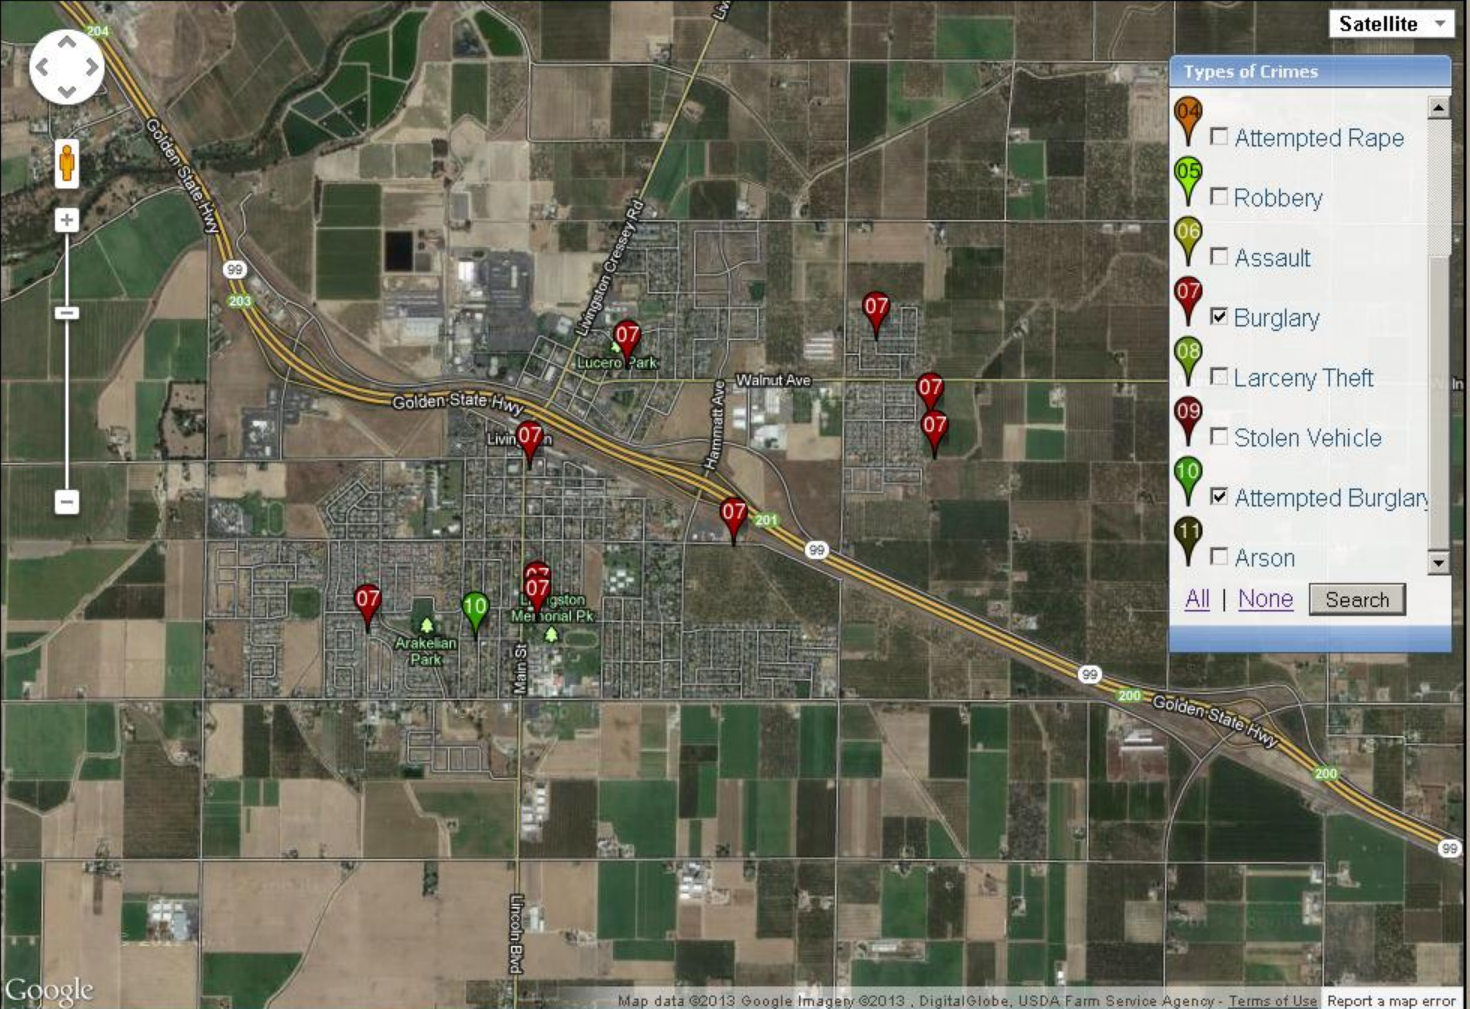 204
Satellite
Types of Crimes
04
Attempted Rape
05
Robbery
06
Assault
07
Burglary
08
Larceny Theft
09
Stolen Vehicle
10
Attempted Burglary
11
Arson
All | None Search
Golden State Hwy
99
203
Livingston Cressey Rd
07
Lucero Park
07
Walnut Ave
07
07
Golden State Hwy
Hammatt Ave
07
07
201
99
07
10
07
07
Livingston
Memorial Pk
Arakelian
Park
Main St
99
200
Golden State Hwy
200
99
Lincoln Blvd
Google
Map data ©2013 Google Imagery ©2013 , DigitalGlobe, USDA Farm Service Agency - Terms of Use Report a map error